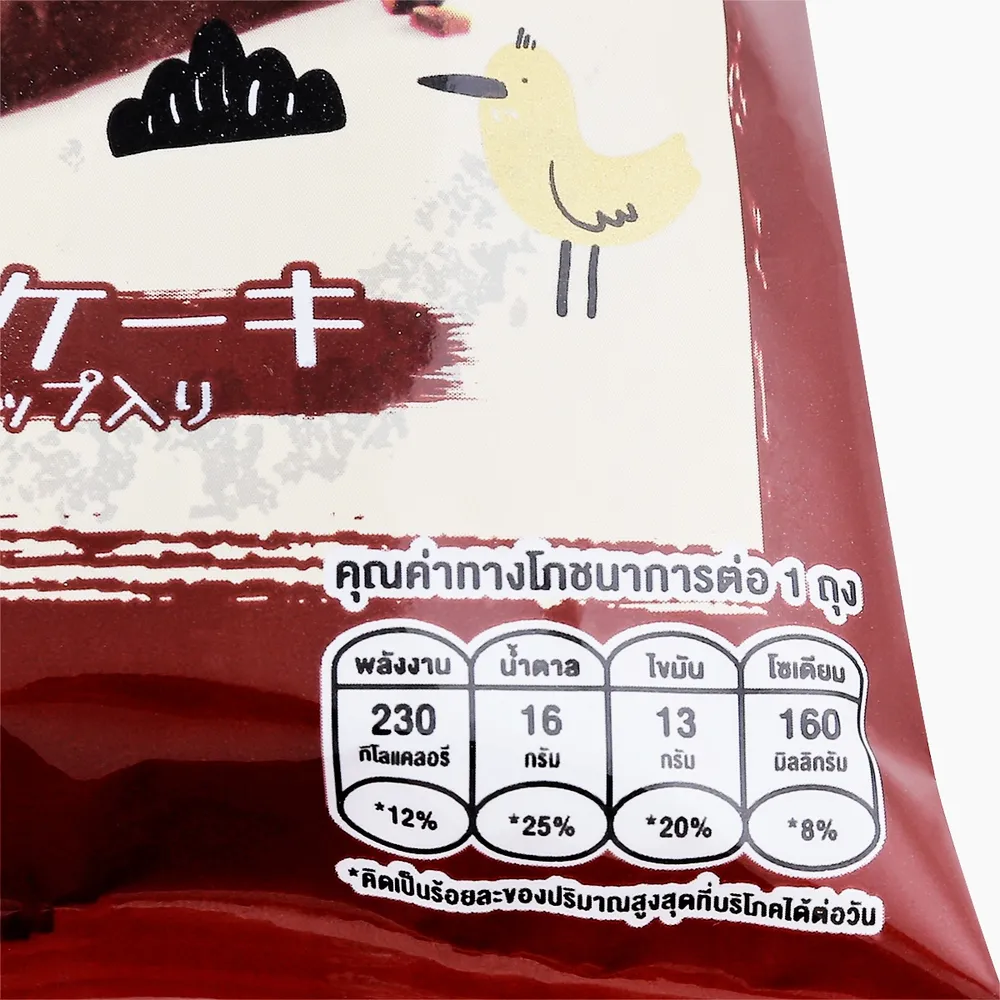 ケーキ
ップ入り
คุณค่าทางโภชนาการต่อ 1 ถุง
พลังงาน น้ำตาล ไขมัน โซเดียม
230 16 13 160
กิโลแคลอรี กรัม กรัม มิลลิกรัม
*12% *25% *20% *8%
*คิดเป็นร้อยละของปริมาณสูงสุดที่บริโภคได้ต่อวัน